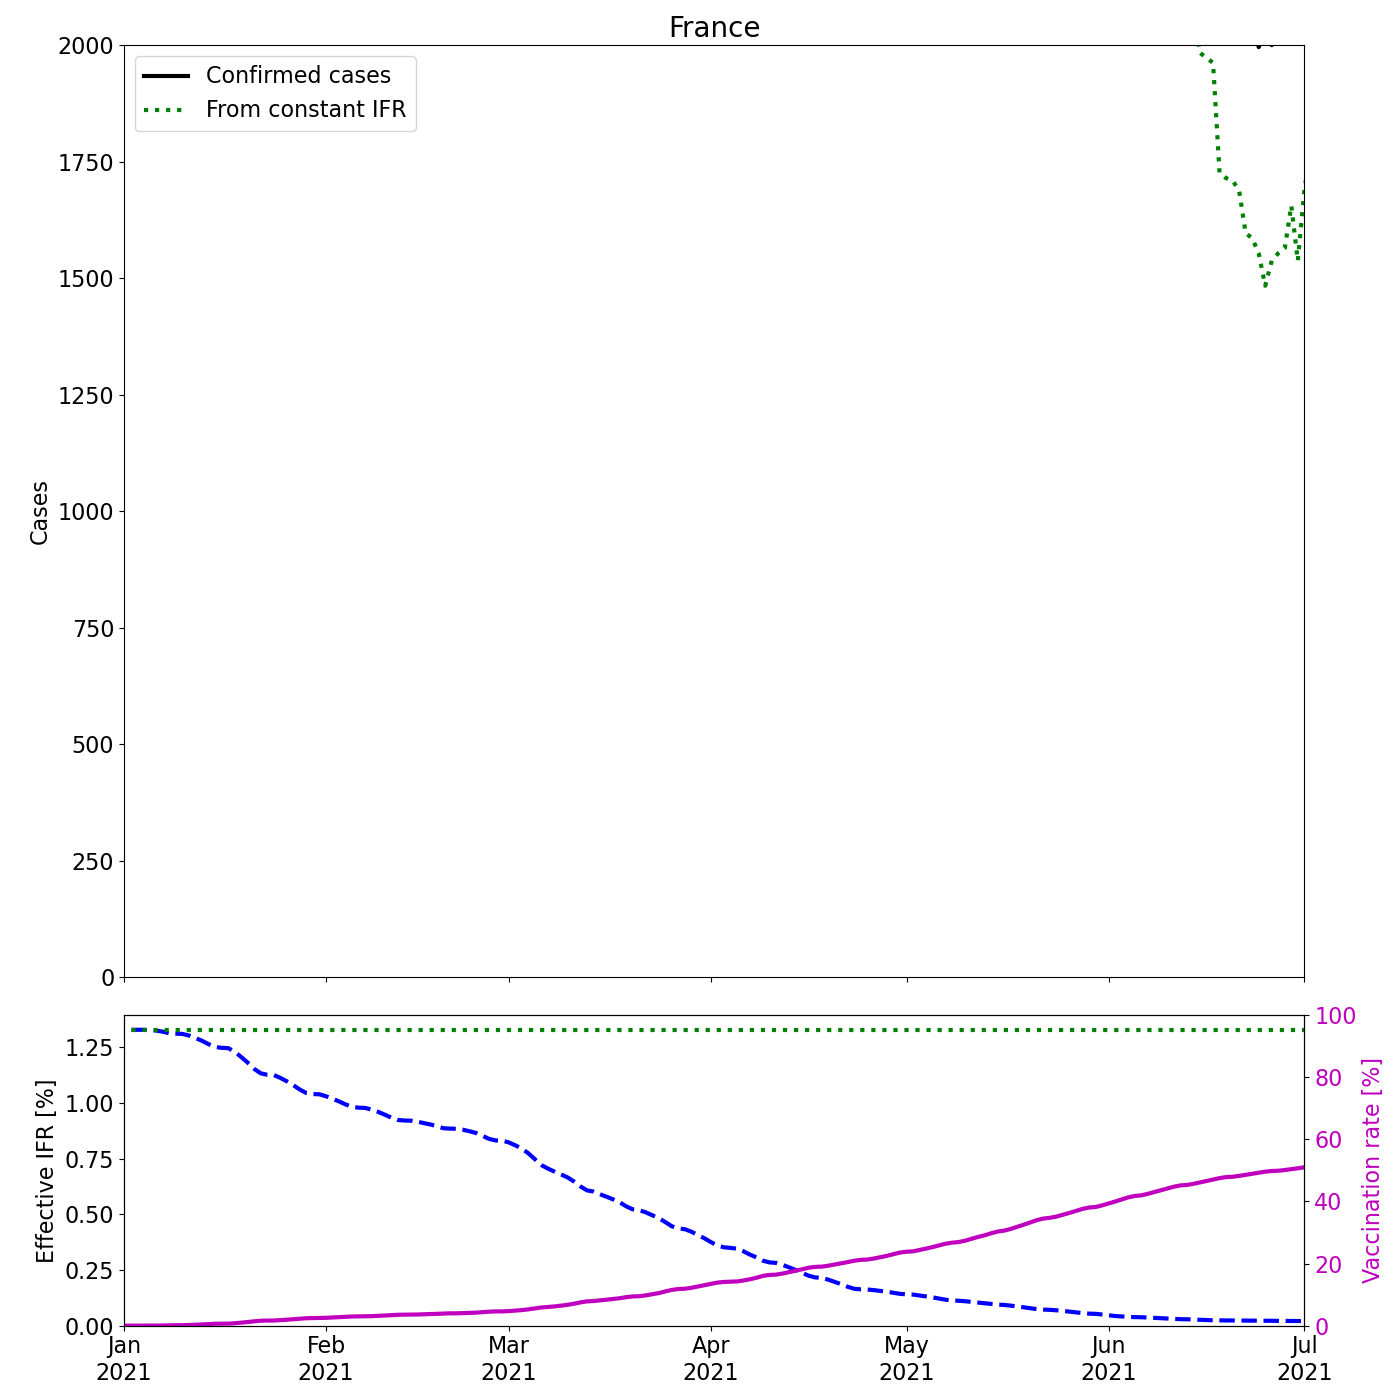 France
2000
Confirmed cases
From constant IFR
1750
1500
1250
Cases
1000
750
500
250
0
1.25
1.00
0.75
0.50
0.25
0.00
Effective IFR [%]
100
80
60
40
20
0
Vaccination rate [%]
Jan Feb Mar Apr May Jun Jul
2021 2021 2021 2021 2021 2021 2021